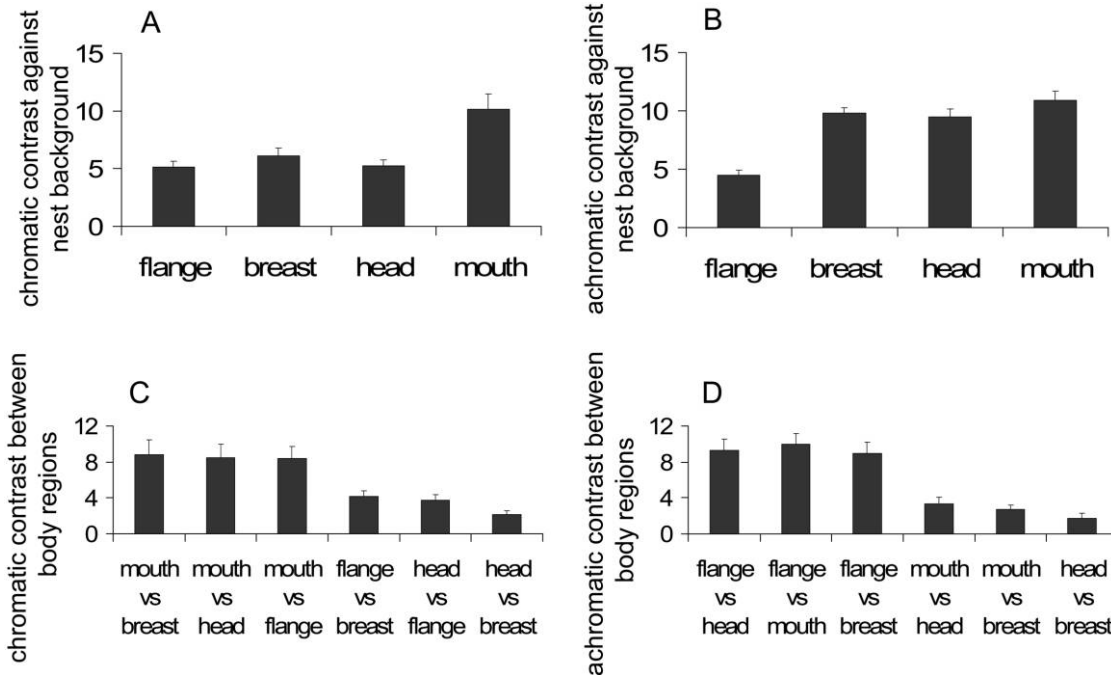 A
chromatic contrast against
nest background
15
10
5
0
flange breast head mouth
B
achromatic contrast against
nest background
15
10
5
0
flange breast head mouth
C
chromatic contrast between
body regions
12
8
4
0
mouth mouth mouth flange head head
vs vs vs vs vs vs
breast head flange breast flange breast
D
achromatic contrast between
body regions
12
8
4
0
flange flange flange mouth mouth head
vs vs vs vs vs vs
head mouth breast head breast breast